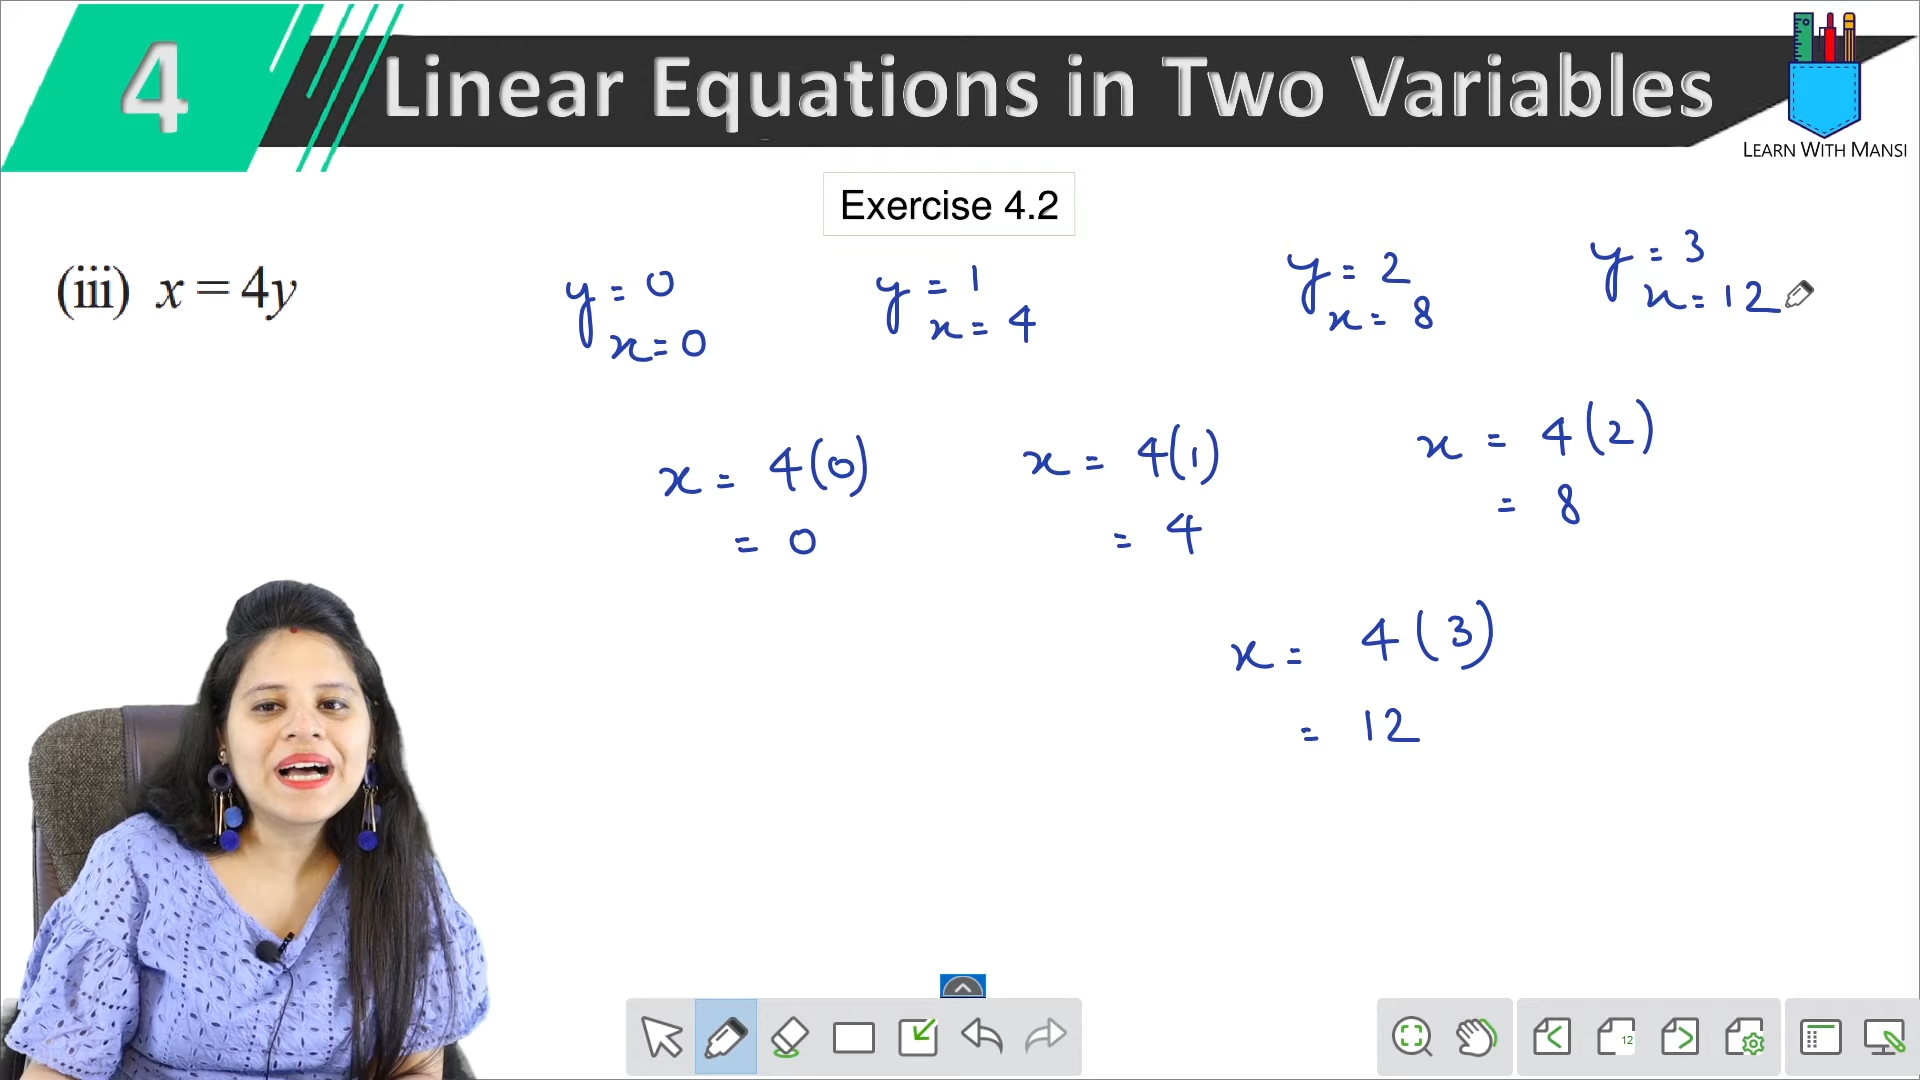 4 Linear Equations in Two Variables
LEARN WITH MANSI
Exercise 4.2
(iii) x = 4y
y = 0
x = 0
y = 1
x = 4
y = 2
x = 8
y = 3
x = 12
x = 4(0)
= 0
x = 4(1)
= 4
x = 4(2)
= 8
x = 4(3)
= 12
12